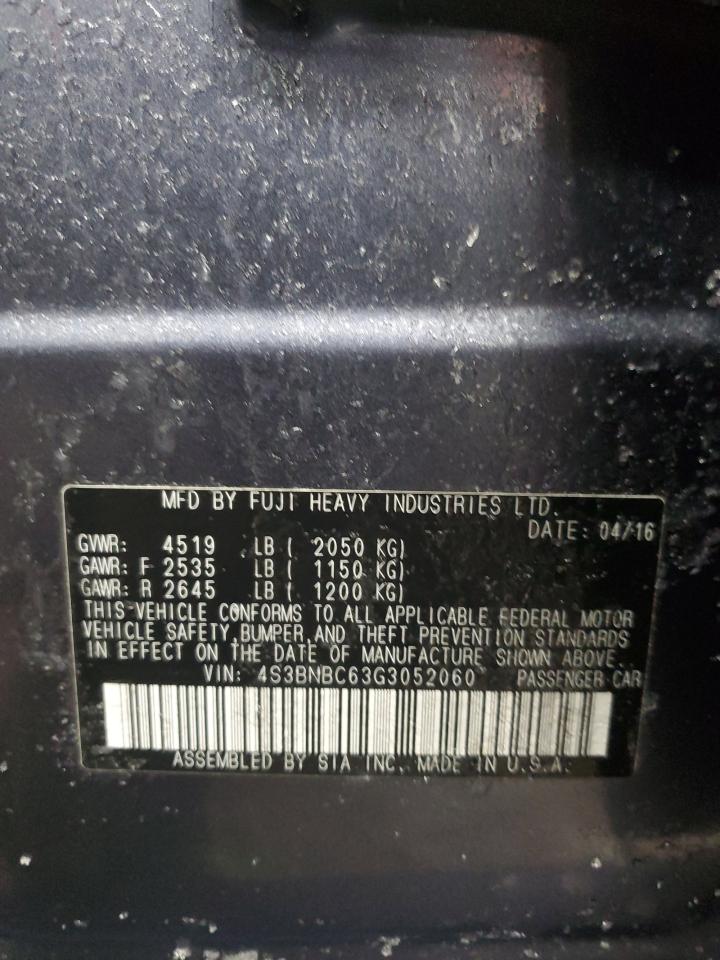 MFD BY FUJI HEAVY INDUSTRIES LTD.
DATE: 04/16
GVWR: 4519 LB ( 2050 KG)
GAWR: F 2535 LB ( 1150 KG)
GAWR: R 2645 LB ( 1200 KG)
THIS VEHICLE CONFORMS TO ALL APPLICABLE FEDERAL MOTOR
VEHICLE SAFETY, BUMPER, AND THEFT PREVENTION STANDARDS
IN EFFECT ON THE DATE OF MANUFACTURE SHOWN ABOVE.
VIN: 4S3BNBC63G3052060 PASSENGER CAR
ASSEMBLED BY SIA INC. MADE IN U.S.A.